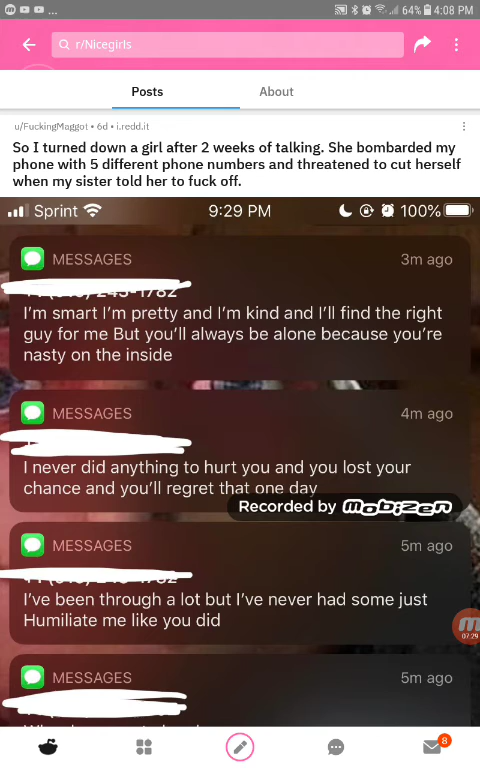 64% 4:08 PM
r/Nicegirls
Posts About
u/FuckingMaggot • 6d • i.redd.it
So I turned down a girl after 2 weeks of talking. She bombarded my
phone with 5 different phone numbers and threatened to cut herself
when my sister told her to fuck off.
Sprint 9:29 PM 100%
MESSAGES 3m ago
I'm smart I'm pretty and I'm kind and I'll find the right
guy for me But you'll always be alone because you're
nasty on the inside
MESSAGES 4m ago
I never did anything to hurt you and you lost your
chance and you'll regret that one day
Recorded by Mobizen
MESSAGES 5m ago
I've been through a lot but I've never had some just
Humiliate me like you did
07:29
MESSAGES 5m ago
8